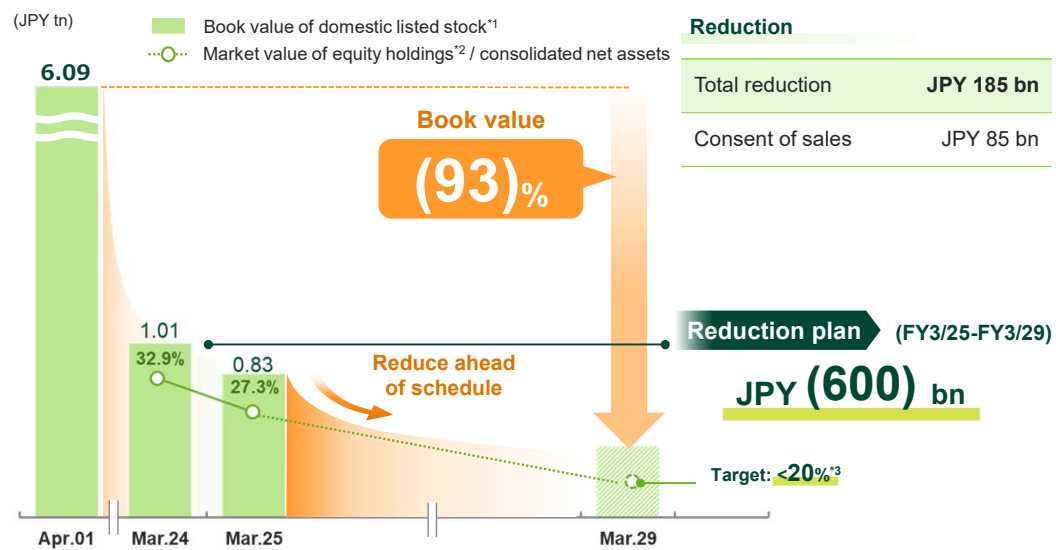 (JPY tn)
Book value of domestic listed stock*1
Market value of equity holdings*2 / consolidated net assets
Reduction
Total reduction JPY 185 bn
Consent of sales JPY 85 bn
6.09
Book value
(93)%
1.01
32.9%
0.83
27.3%
Reduce ahead
of schedule
Reduction plan (FY3/25-FY3/29)
JPY (600) bn
Target: <20%*3
Apr.01 Mar.24 Mar.25 Mar.29